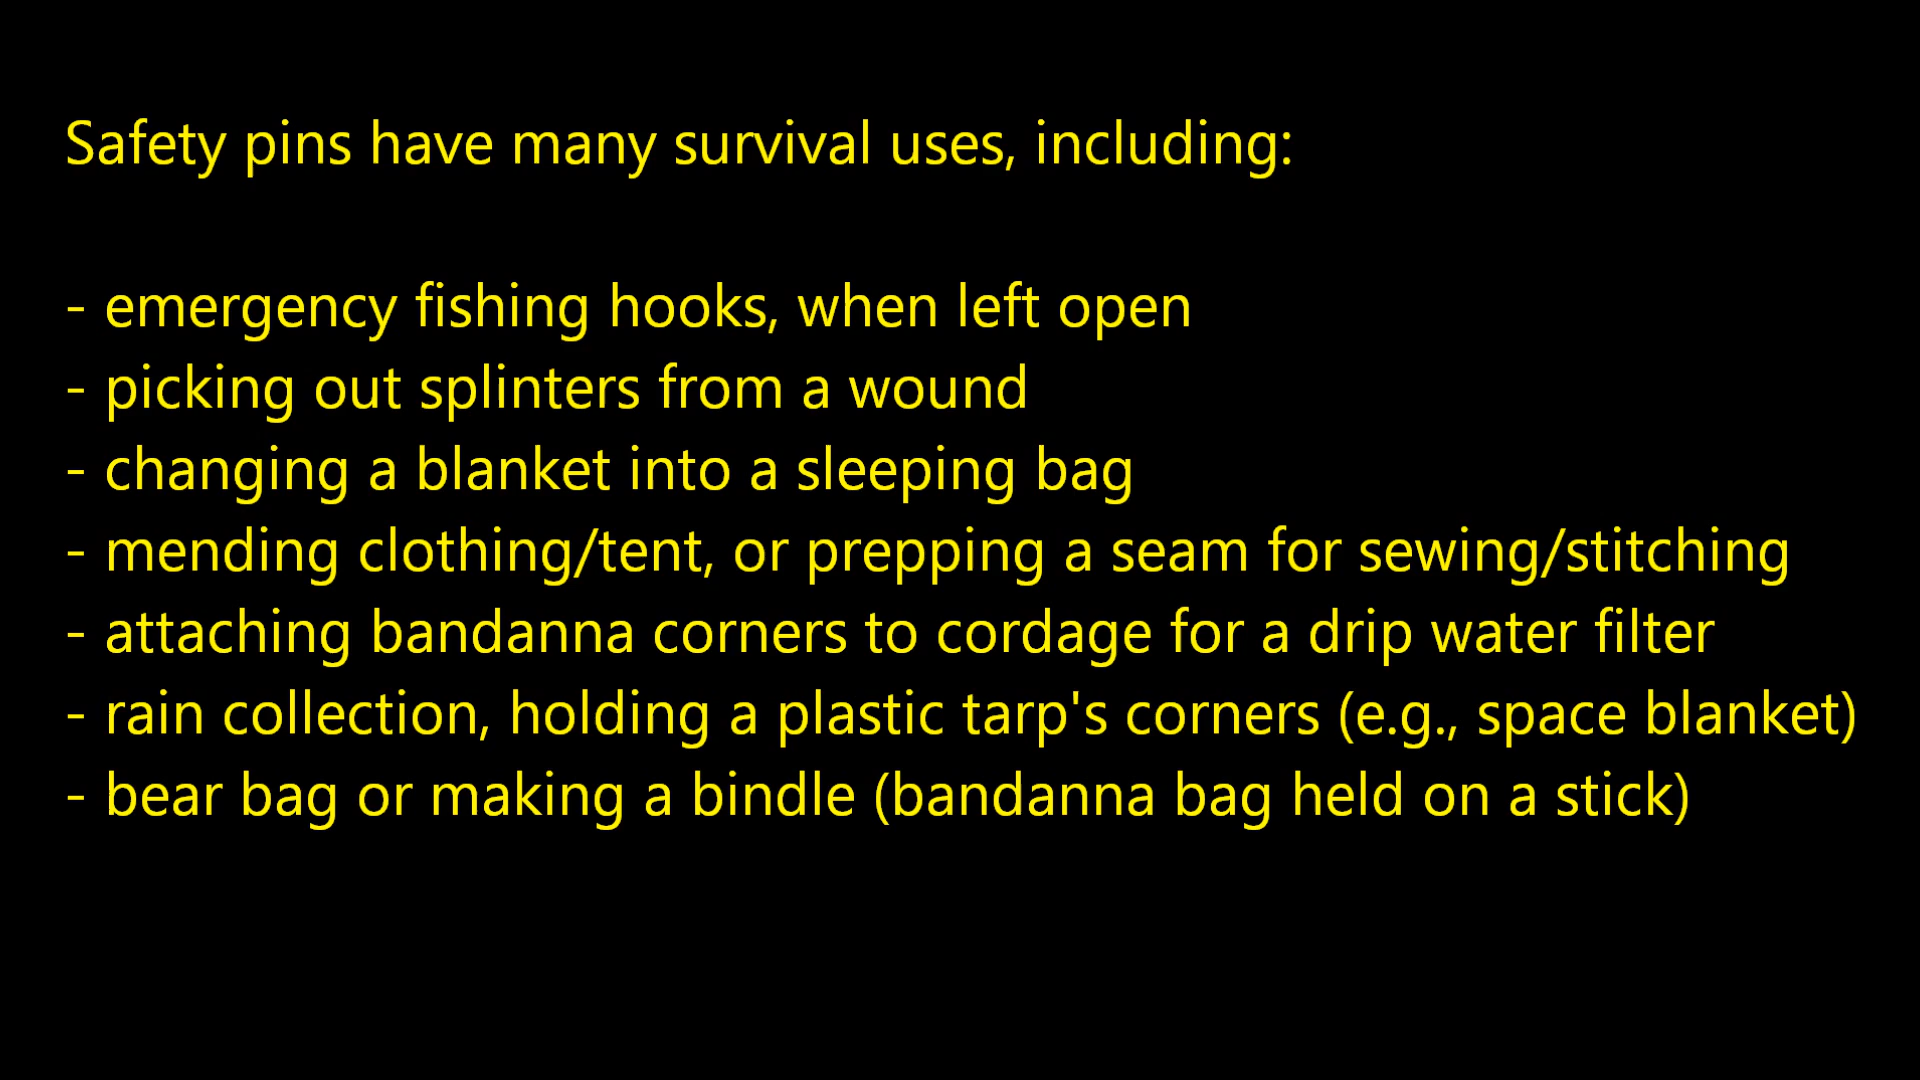 Safety pins have many survival uses, including:
- emergency fishing hooks, when left open
- picking out splinters from a wound
- changing a blanket into a sleeping bag
- mending clothing/tent, or prepping a seam for sewing/stitching
- attaching bandanna corners to cordage for a drip water filter
- rain collection, holding a plastic tarp's corners (e.g., space blanket)
- bear bag or making a bindle (bandanna bag held on a stick)